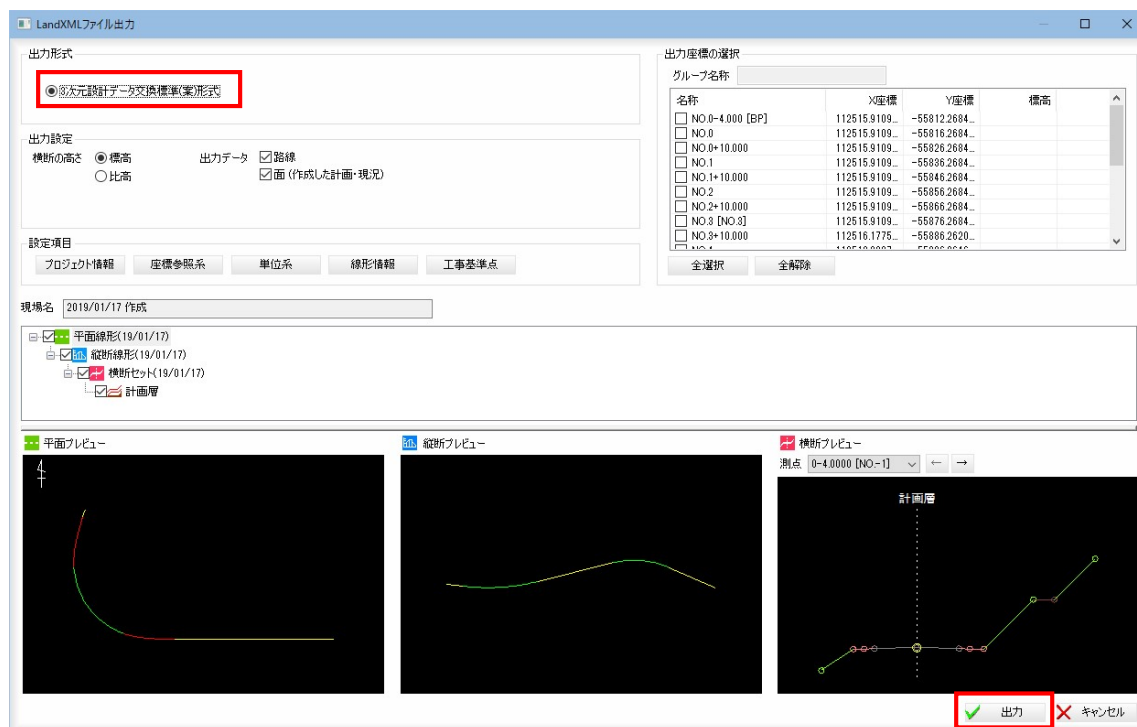 LandXMLファイル出力
出力形式
3次元設計データ交換標準(案)形式
出力設定
横断の高さ 標高 出力データ 路線
比高 面(作成した計画・現況)
設定項目
プロジェクト情報 座標参照系 単位系 線形情報 工事基準点
出力座標の選択
グループ名称
名称 X座標 Y座標 標高
NO.0-4.000 [BP] 112515.9109... -55812.2684...
NO.0 112515.9109... -55816.2684...
NO.0+10.000 112515.9109... -55826.2684...
NO.1 112515.9109... -55836.2684...
NO.1+10.000 112515.9109... -55846.2684...
NO.2 112515.9109... -55856.2684...
NO.2+10.000 112515.9109... -55866.2684...
NO.3 [NO.3] 112515.9109... -55876.2684...
NO.3+10.000 112516.1775... -55886.2620...
全選択 全解除
現場名 2019/01/17 作成
平面線形(19/01/17)
縦断線形(19/01/17)
横断セット(19/01/17)
計画層
平面プレビュー
縦断プレビュー
横断プレビュー
測点 0-4.0000 [NO.-1] ← →
計画層
出力 キャンセル